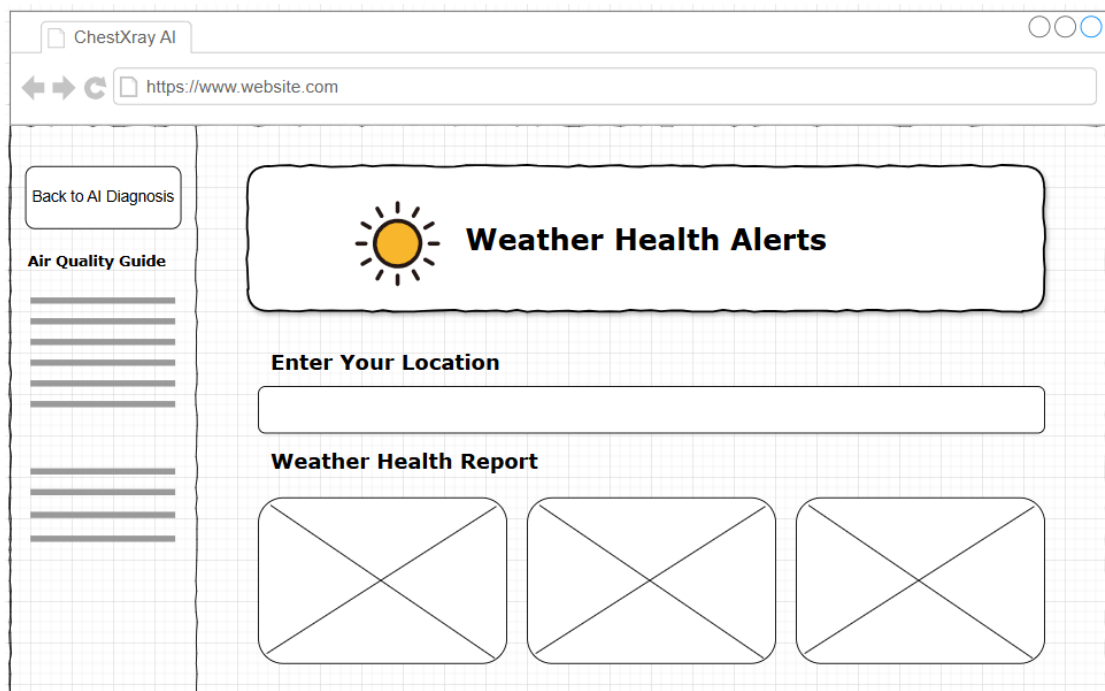 ChestXray AI
https://www.website.com
Back to AI Diagnosis
Air Quality Guide
Weather Health Alerts
Enter Your Location
Weather Health Report